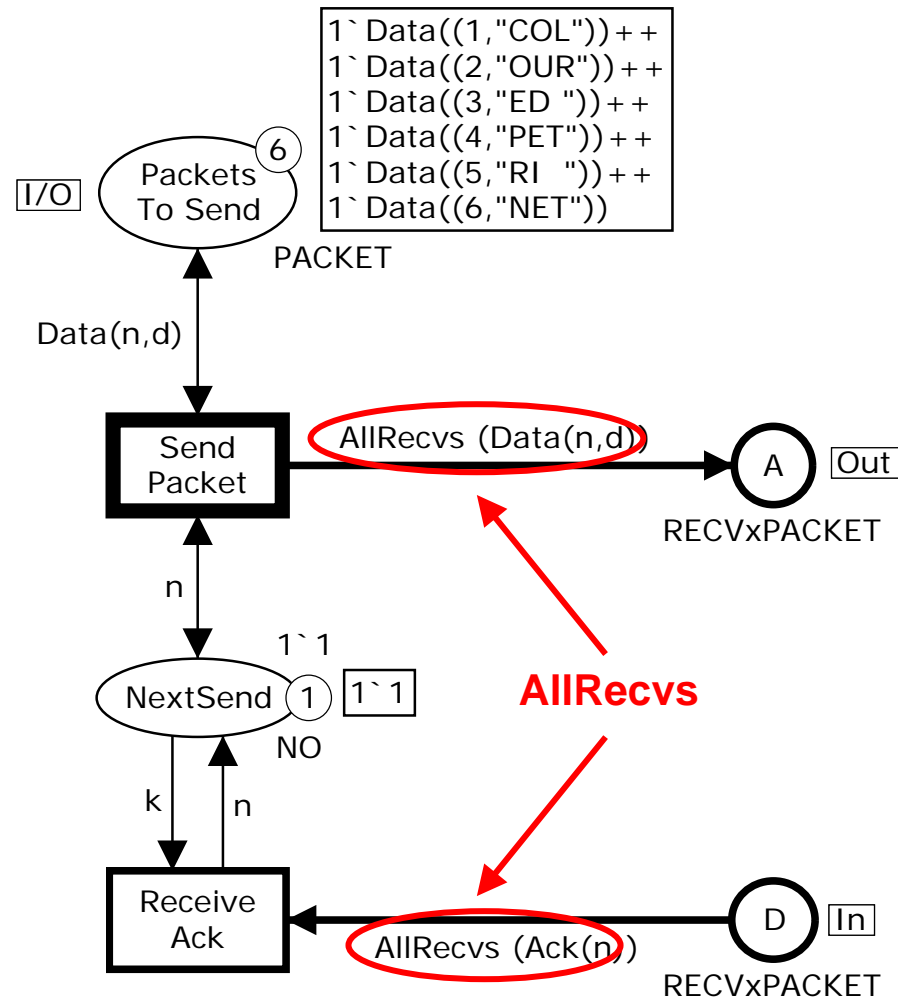 1`Data((1,"COL"))++
1`Data((2,"OUR"))++
1`Data((3,"ED "))++
1`Data((4,"PET"))++
1`Data((5,"RI  "))++
1`Data((6,"NET"))
6
Packets
To Send
I/O
PACKET
Data(n,d)
Send
Packet
AllRecvs (Data(n,d))
A
Out
RECVxPACKET
n
1`1
NextSend
1
1`1
AllRecvs
NO
k
n
Receive
Ack
AllRecvs (Ack(n))
D
In
RECVxPACKET